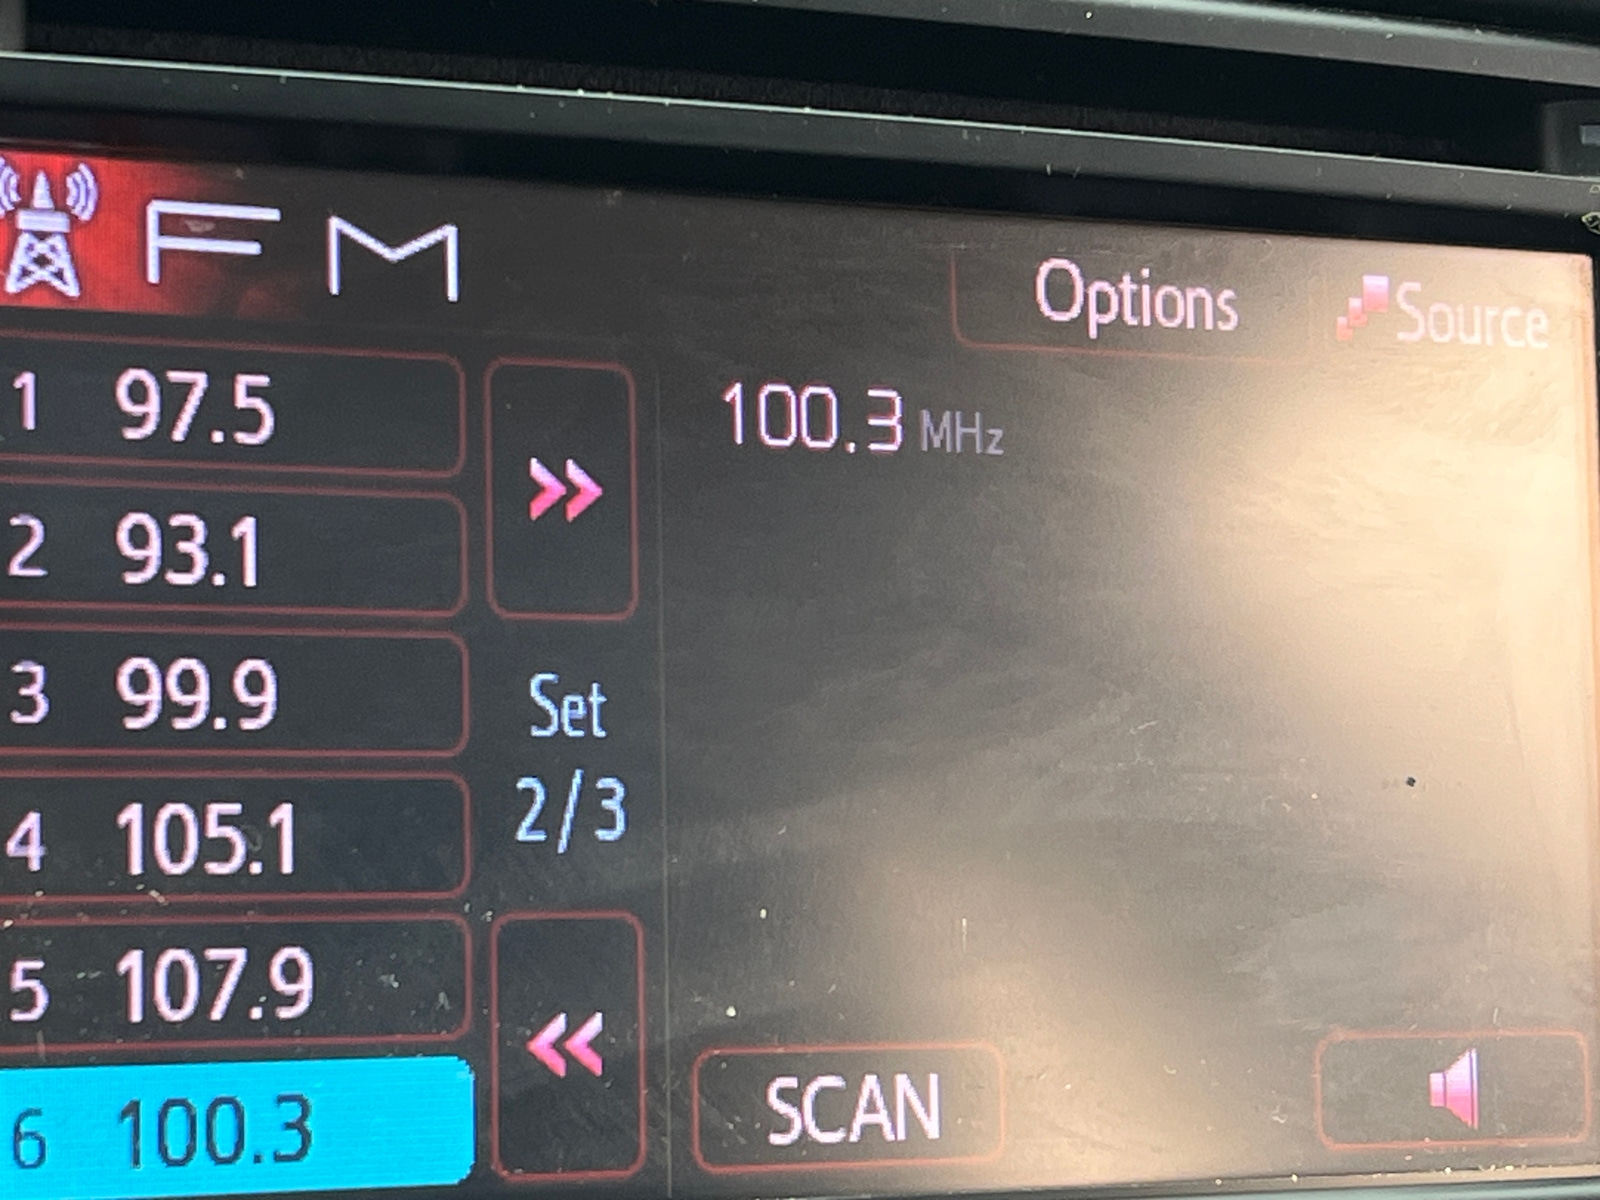 FM
Options
Source
1 97.5
100.3 MHz
2 93.1
3 99.9
Set
2/3
4 105.1
5 107.9
6 100.3
SCAN